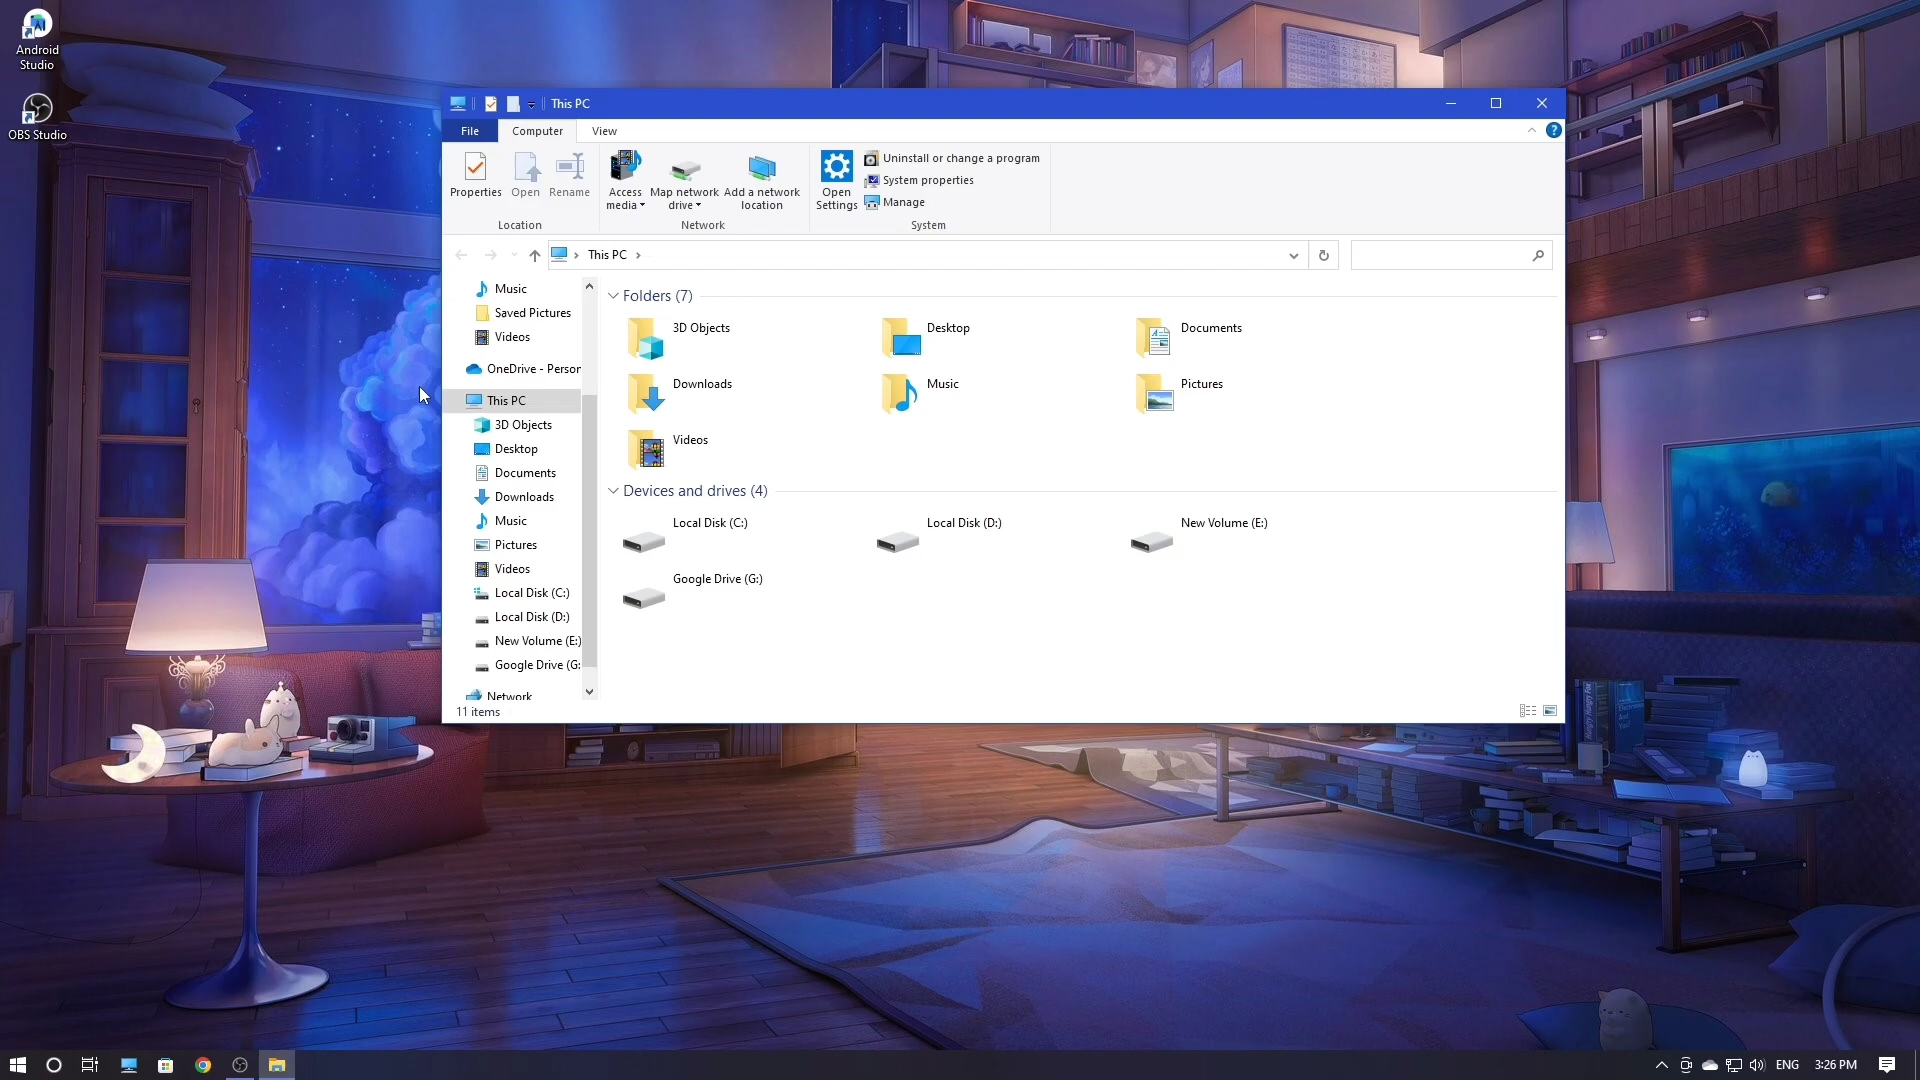 Android
Studio
OBS Studio
This PC
File
Computer
View
Properties
Open
Rename
Location
Access
media
Map network
drive
Add a network
location
Network
Open
Settings
Uninstall or change a program
System properties
Manage
System
This PC
Music
Saved Pictures
Videos
OneDrive - Person
This PC
3D Objects
Desktop
Documents
Downloads
Music
Pictures
Videos
Local Disk (C:)
Local Disk (D:)
New Volume (E:)
Google Drive (G:
Network
Folders (7)
3D Objects
Desktop
Documents
Downloads
Music
Pictures
Videos
Devices and drives (4)
Local Disk (C:)
Local Disk (D:)
New Volume (E:)
Google Drive (G:)
11 items
ENG
3:26 PM